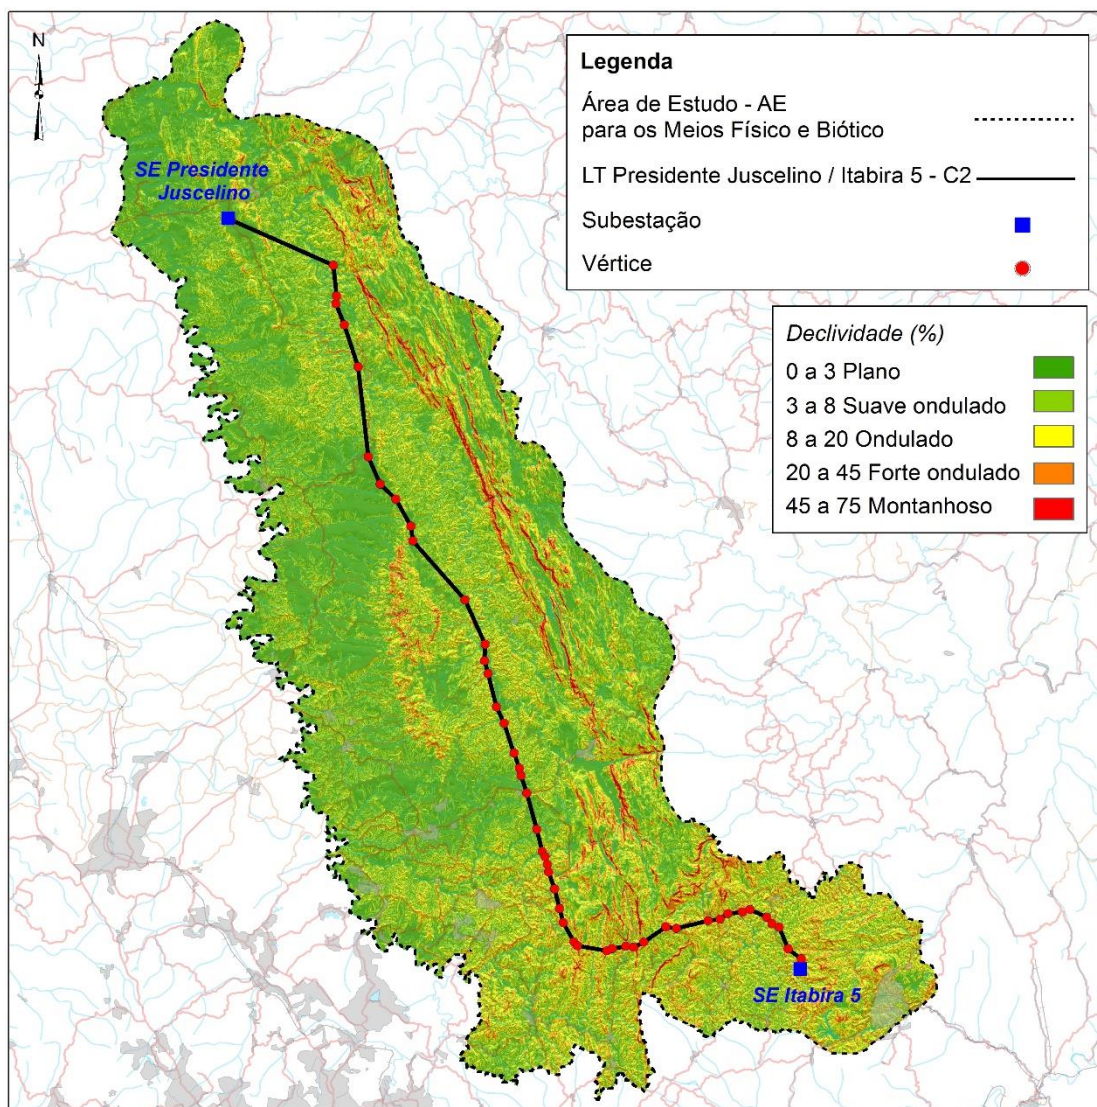 N
SE Presidente
Juscelino
Legenda
Área de Estudo - AE
para os Meios Físico e Biótico
LT Presidente Juscelino / Itabira 5 - C2
Subestação
Vértice
Declividade (%)
0 a 3 Plano
3 a 8 Suave ondulado
8 a 20 Ondulado
20 a 45 Forte ondulado
45 a 75 Montanhoso
SE Itabira 5